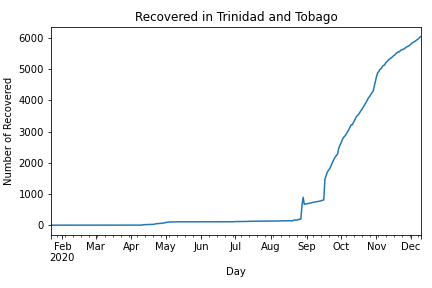 Recovered in Trinidad and Tobago
Number of Recovered
6000
5000
4000
3000
2000
1000
0
Feb Mar Apr May Jun Jul Aug Sep Oct Nov Dec
2020
Day